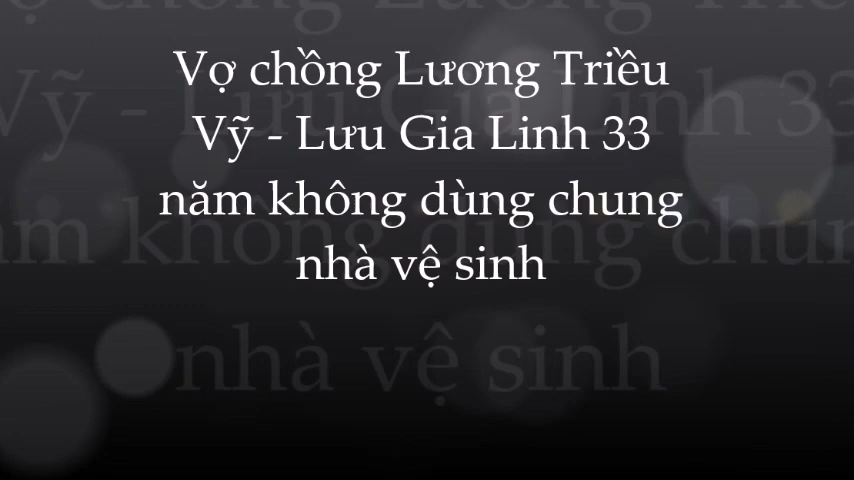 Vợ chồng Lương Triều
Vỹ - Lưu Gia Linh 33
năm không dùng chung
nhà vệ sinh